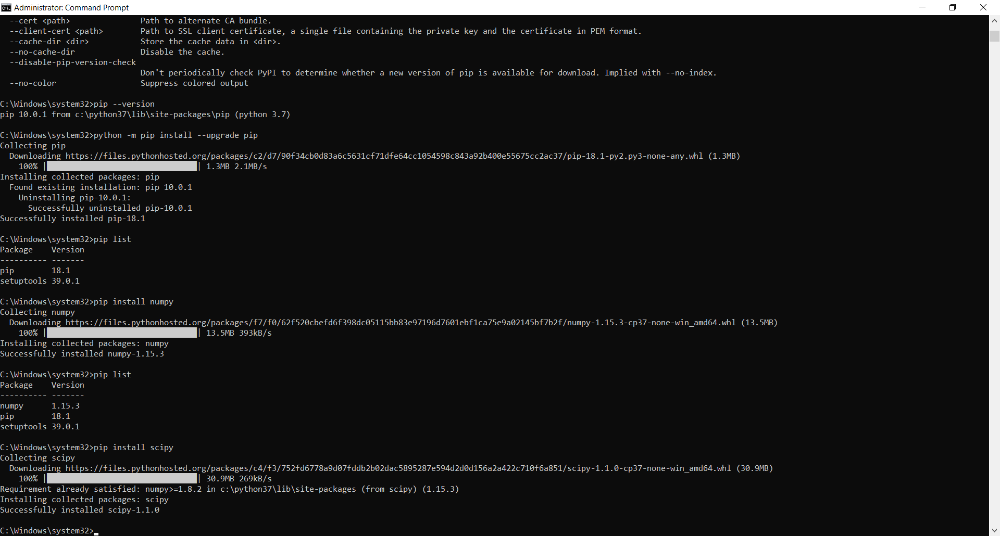 Administrator: Command Prompt
  --cert <path>               Path to alternate CA bundle.
  --client-cert <path>        Path to SSL client certificate, a single file containing the private key and the certificate in PEM format.
  --cache-dir <dir>           Store the cache data in <dir>.
  --no-cache-dir              Disable the cache.
  --disable-pip-version-check
                              Don't periodically check PyPI to determine whether a new version of pip is available for download. Implied with --no-index.
  --no-color                  Suppress colored output

C:\Windows\system32>pip --version
pip 10.0.1 from c:\python37\lib\site-packages\pip (python 3.7)

C:\Windows\system32>python -m pip install --upgrade pip
Collecting pip
  Downloading https://files.pythonhosted.org/packages/c2/d7/90f34cb0d83a6c5631cf71dfe64cc1054598c843a92b400e55675cc2ac37/pip-18.1-py2.py3-none-any.whl (1.3MB)
    100% |████████████████████████████████| 1.3MB 2.1MB/s
Installing collected packages: pip
  Found existing installation: pip 10.0.1
    Uninstalling pip-10.0.1:
      Successfully uninstalled pip-10.0.1
Successfully installed pip-18.1

C:\Windows\system32>pip list
Package    Version
---------- -------
pip        18.1
setuptools 39.0.1

C:\Windows\system32>pip install numpy
Collecting numpy
  Downloading https://files.pythonhosted.org/packages/f7/f0/62f520cbefd6f398dc05115bb83e97196d7601ebf1ca75e9a02145bf7b2f/numpy-1.15.3-cp37-none-win_amd64.whl (13.5MB)
    100% |████████████████████████████████| 13.5MB 393kB/s
Installing collected packages: numpy
Successfully installed numpy-1.15.3

C:\Windows\system32>pip list
Package    Version
---------- -------
numpy      1.15.3
pip        18.1
setuptools 39.0.1

C:\Windows\system32>pip install scipy
Collecting scipy
  Downloading https://files.pythonhosted.org/packages/c4/f3/752fd6778a9d07fddb2b02dac5895287e594d2d0d156a2a422c710f6a851/scipy-1.1.0-cp37-none-win_amd64.whl (30.9MB)
    100% |████████████████████████████████| 30.9MB 269kB/s
Requirement already satisfied: numpy>=1.8.2 in c:\python37\lib\site-packages (from scipy) (1.15.3)
Installing collected packages: scipy
Successfully installed scipy-1.1.0

C:\Windows\system32>